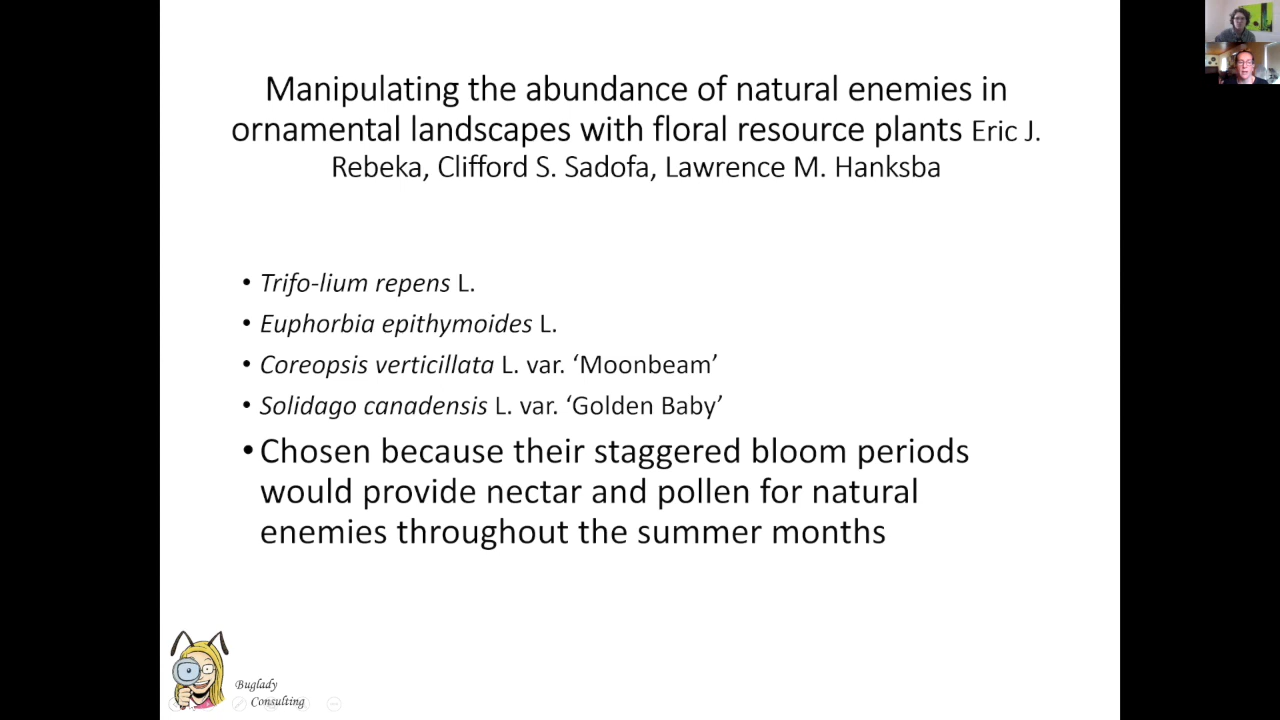 Manipulating the abundance of natural enemies in
ornamental landscapes with floral resource plants Eric J.
Rebeka, Clifford S. Sadofa, Lawrence M. Hanksba
• Trifo-lium repens L.
• Euphorbia epithymoides L.
• Coreopsis verticillata L. var. ‘Moonbeam’
• Solidago canadensis L. var. ‘Golden Baby’
• Chosen because their staggered bloom periods
would provide nectar and pollen for natural
enemies throughout the summer months
Buglady
Consulting